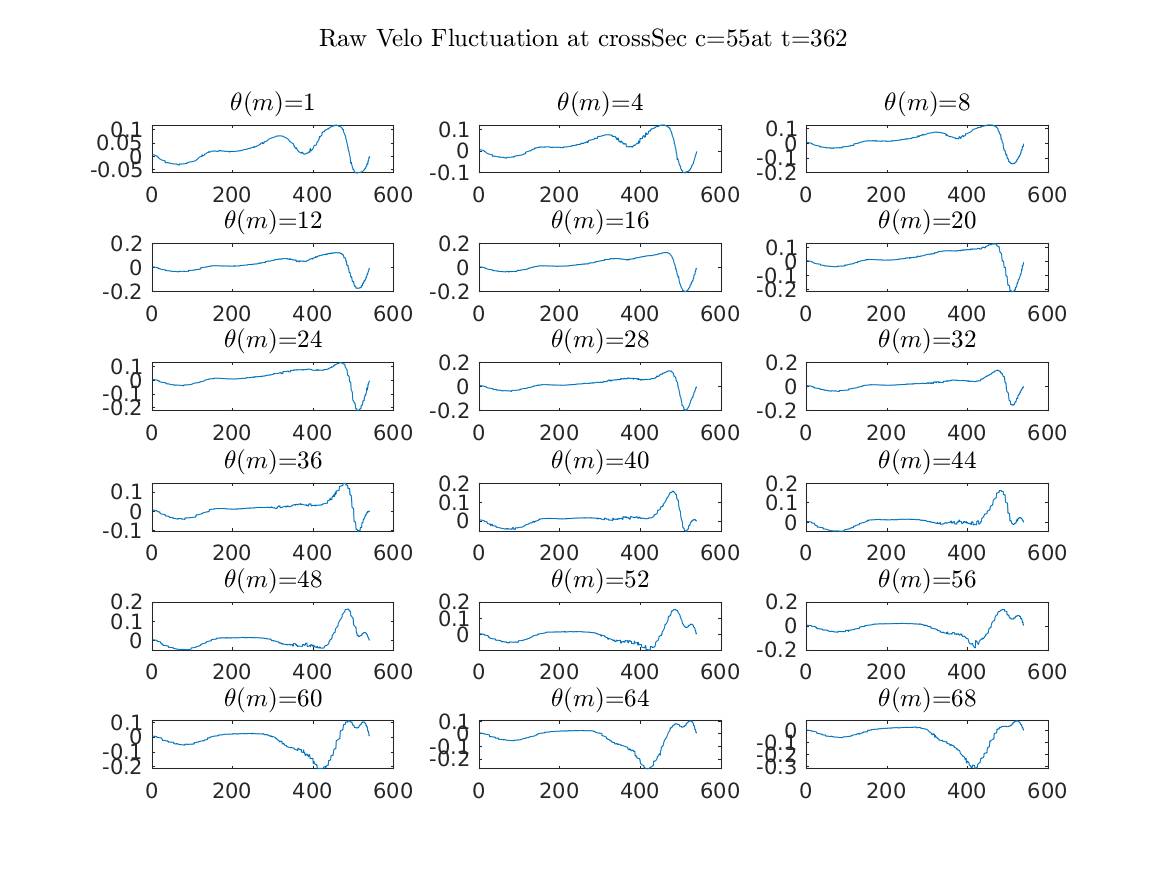 Raw Velo Fluctuation at crossSec c=55at t=362
θ(m)=1 θ(m)=4 θ(m)=8
0.1 0.05 0 -0.05 0.1 0 -0.1 0.1 0 -0.1 -0.2
0 200 400 600 0 200 400 600 0 200 400 600
θ(m)=12 θ(m)=16 θ(m)=20
0.2 0 -0.2 0.2 0 -0.2 0.1 0 -0.1 -0.2
0 200 400 600 0 200 400 600 0 200 400 600
θ(m)=24 θ(m)=28 θ(m)=32
0.1 0 -0.1 -0.2 0.2 0 -0.2 0.2 0 -0.2
0 200 400 600 0 200 400 600 0 200 400 600
θ(m)=36 θ(m)=40 θ(m)=44
0.1 0 -0.1 0.2 0.1 0 0.2 0.1 0
0 200 400 600 0 200 400 600 0 200 400 600
θ(m)=48 θ(m)=52 θ(m)=56
0.2 0.1 0 0.2 0.1 0 0.2 0 -0.2
0 200 400 600 0 200 400 600 0 200 400 600
θ(m)=60 θ(m)=64 θ(m)=68
0.1 0 -0.1 -0.2 0.1 0 -0.1 -0.2 0 -0.1 -0.2 -0.3
0 200 400 600 0 200 400 600 0 200 400 600